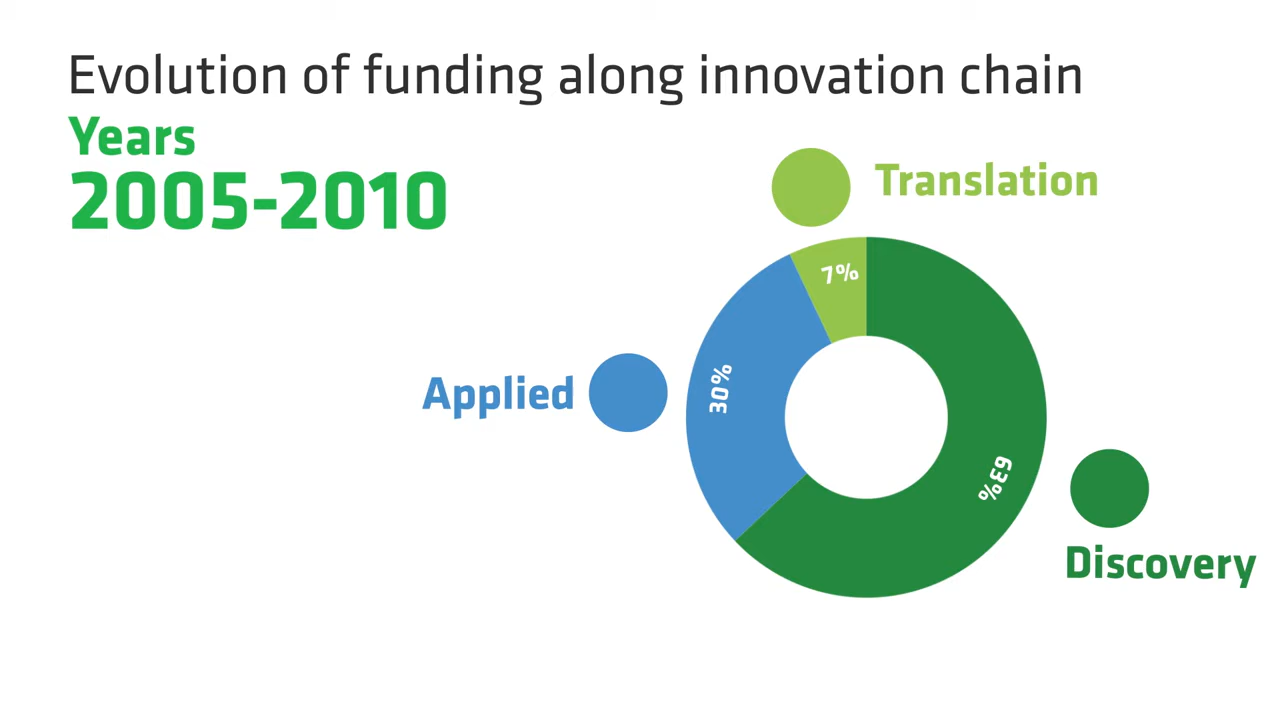 Evolution of funding along innovation chain
Years
2005-2010
Translation
7%
30%
Applied
63%
Discovery